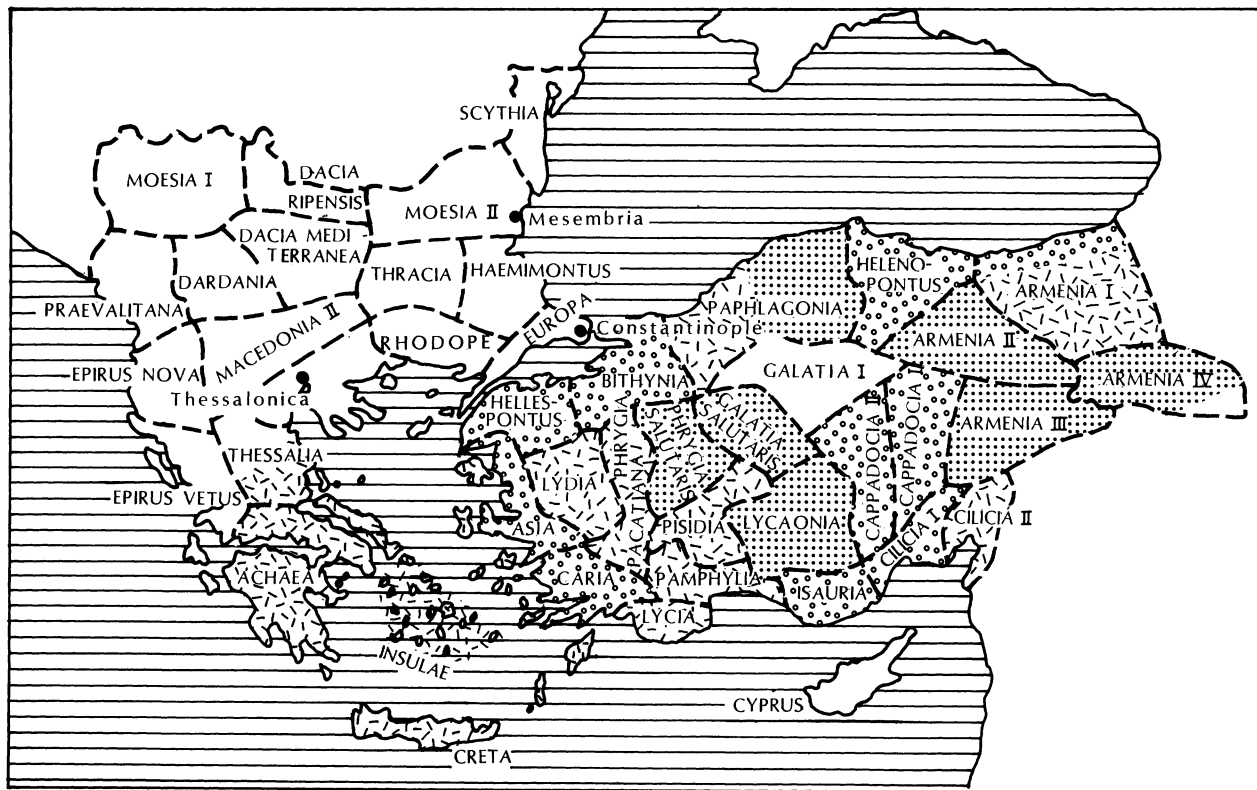 SCYTHIA
MOESIA I
DACIA
RIPENSIS
MOESIA II
Mesembria
DACIA MEDI
TERRANEA
THRACIA
HAEMIMONTUS
DARDANIA
PRAEVALITANA
MACEDONIA II
RHODOPE
EUROPA
Constantinople
EPIRUS NOVA
Thessalonica
THESSALIA
EPIRUS VETUS
ACHAEA
INSULAE
CRETA
CYPRUS
HELENO-
PONTUS
ARMENIA I
PAPHLAGONIA
ARMENIA II
GALATIA I
ARMENIA IV
BITHYNIA
HELLES-
PONTUS
PHRYGIA
PACATIANA
PHRYGIA
SALUTARIS
GALATIA
SALUTARIS
CAPPADOCIA II
CAPPADOCIA II
ARMENIA III
LYDIA
ASIA
PISIDIA
LYCAONIA
CILICIA I
CILICIA II
CARIA
PAMPHYLIA
ISAURIA
LYCIA